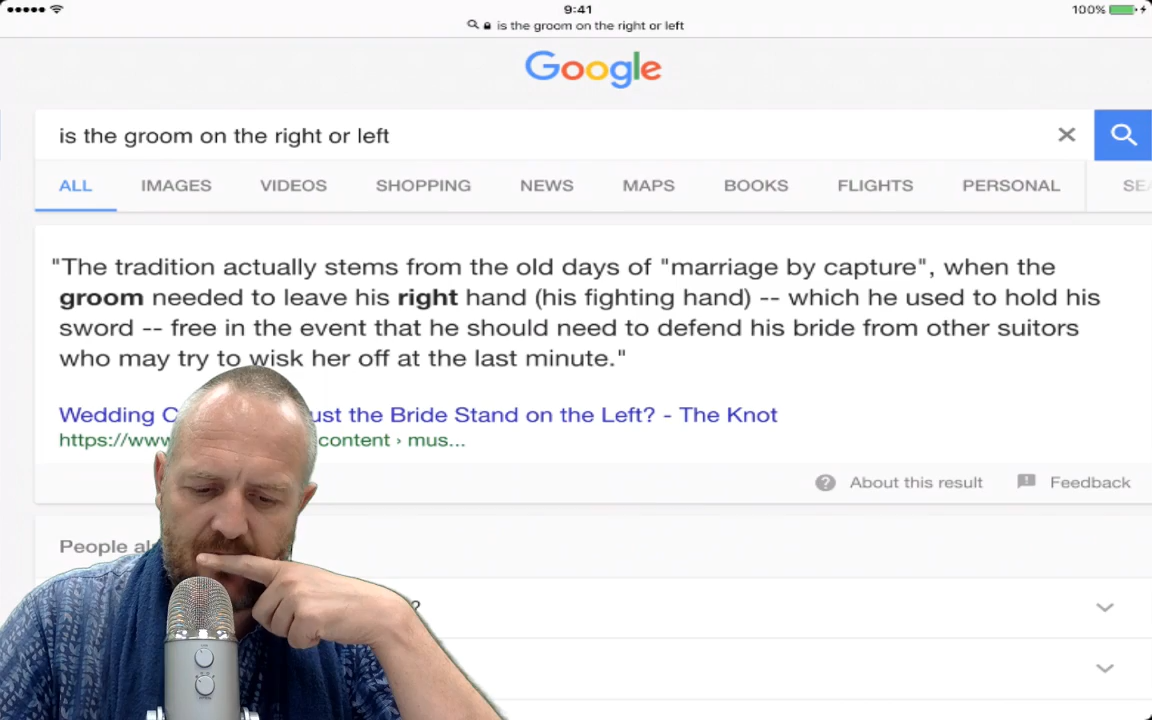 9:41
100%
is the groom on the right or left
Google
is the groom on the right or left
ALL IMAGES VIDEOS SHOPPING NEWS MAPS BOOKS FLIGHTS PERSONAL
"The tradition actually stems from the old days of "marriage by capture", when the
groom needed to leave his right hand (his fighting hand) -- which he used to hold his
sword -- free in the event that he should need to defend his bride from other suitors
who may try to wisk her off at the last minute."
Wedding the Bride Stand on the Left? - The Knot
https://www content › mus...
About this result Feedback
People
?